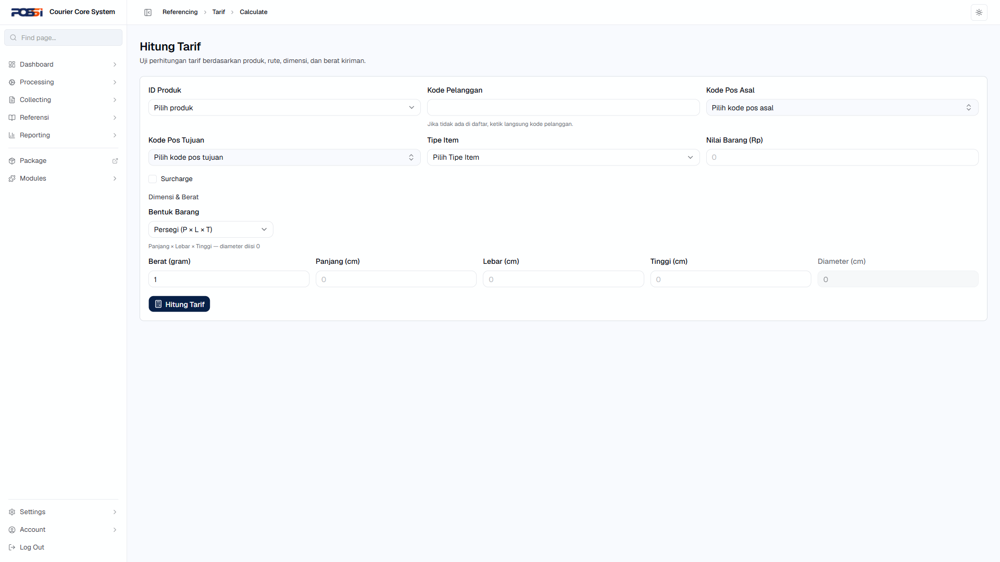 POSSI Courier Core System
Referencing > Tarif > Calculate
Find page...
Dashboard
Processing
Collecting
Referensi
Reporting
Package
Modules
Settings
Account
Log Out
Hitung Tarif
Uji perhitungan tarif berdasarkan produk, rute, dimensi, dan berat kiriman.
ID Produk
Pilih produk
Kode Pelanggan
Jika tidak ada di daftar, ketik langsung kode pelanggan.
Kode Pos Asal
Pilih kode pos asal
Kode Pos Tujuan
Pilih kode pos tujuan
Tipe Item
Pilih Tipe Item
Nilai Barang (Rp)
0
Surcharge
Dimensi & Berat
Bentuk Barang
Persegi (P × L × T)
Panjang × Lebar × Tinggi — diameter diisi 0
Berat (gram)
1
Panjang (cm)
0
Lebar (cm)
0
Tinggi (cm)
0
Diameter (cm)
0
Hitung Tarif